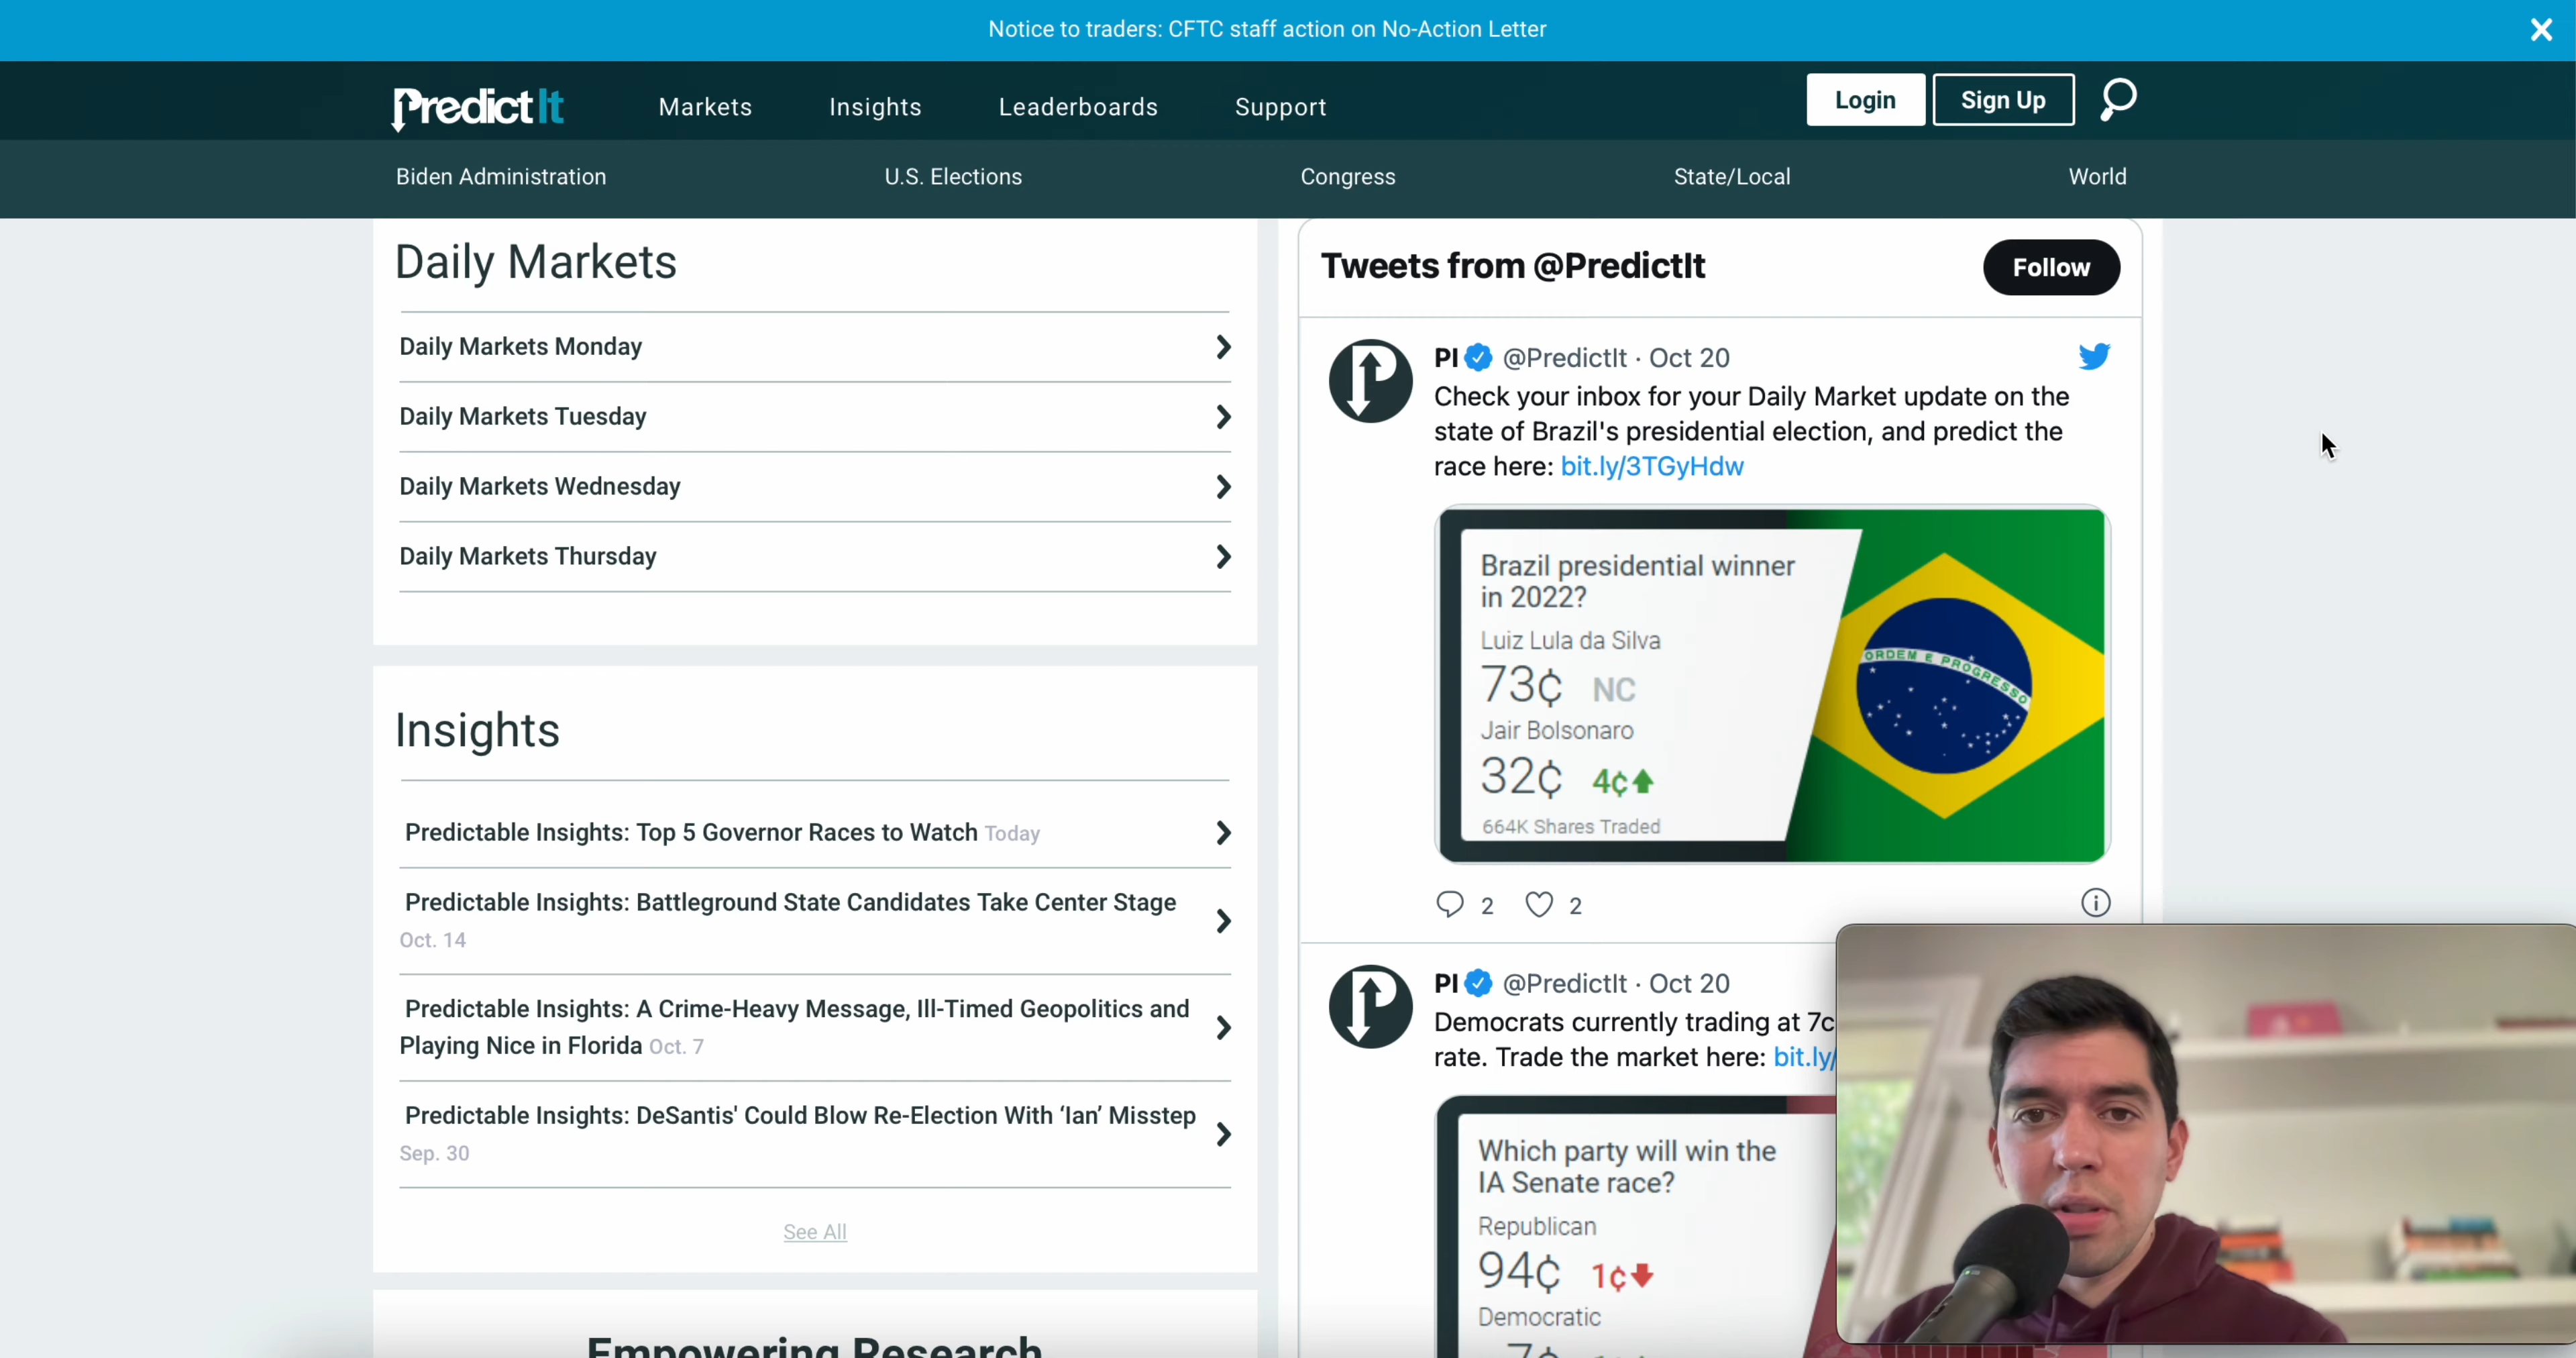 Notice to traders: CFTC staff action on No-Action Letter
PredictIt
Markets
Insights
Leaderboards
Support
Login
Sign Up
Biden Administration
U.S. Elections
Congress
State/Local
World
Daily Markets
Daily Markets Monday
Daily Markets Tuesday
Daily Markets Wednesday
Daily Markets Thursday
Insights
Predictable Insights: Top 5 Governor Races to Watch Today
Predictable Insights: Battleground State Candidates Take Center Stage
Oct. 14
Predictable Insights: A Crime-Heavy Message, Ill-Timed Geopolitics and
Playing Nice in Florida Oct. 7
Predictable Insights: DeSantis' Could Blow Re-Election With ‘Ian’ Misstep
Sep. 30
See All
Empowering Research
Tweets from @PredictIt
Follow
PI @PredictIt · Oct 20
Check your inbox for your Daily Market update on the
state of Brazil's presidential election, and predict the
race here: bit.ly/3TGyHdw
Brazil presidential winner
in 2022?
Luiz Lula da Silva
73¢ NC
Jair Bolsonaro
32¢ 4¢
664K Shares Traded
ORDEM E PROGRESSO
2 2
PI @PredictIt · Oct 20
Democrats currently trading at 7c
rate. Trade the market here: bit.ly/
Which party will win the
IA Senate race?
Republican
94¢ 1¢
Democratic
7¢